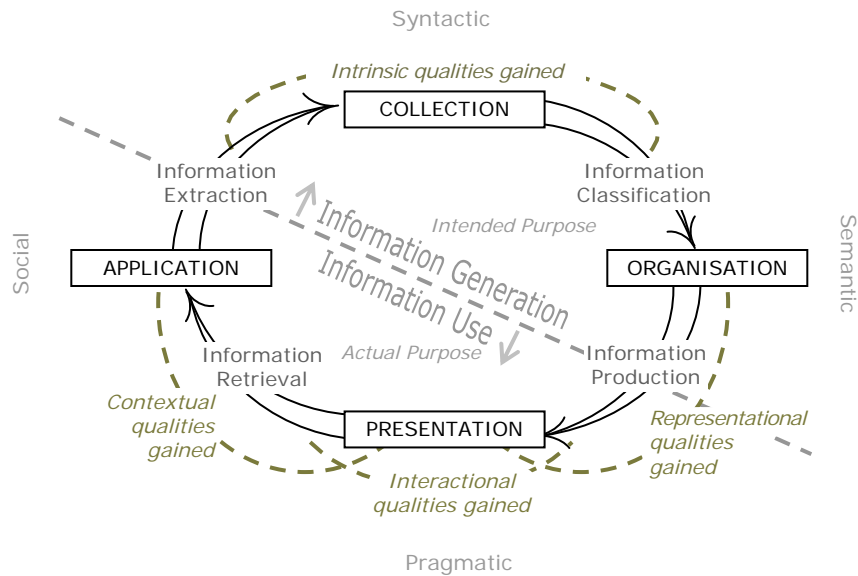 Syntactic
Intrinsic qualities gained
COLLECTION
Information
Extraction
Information
Classification
Intended Purpose
Information Generation
Information Use
Actual Purpose
Social
Semantic
APPLICATION
ORGANISATION
Information
Retrieval
Information
Production
Contextual
qualities
gained
PRESENTATION
Representational
qualities
gained
Interactional
qualities gained
Pragmatic